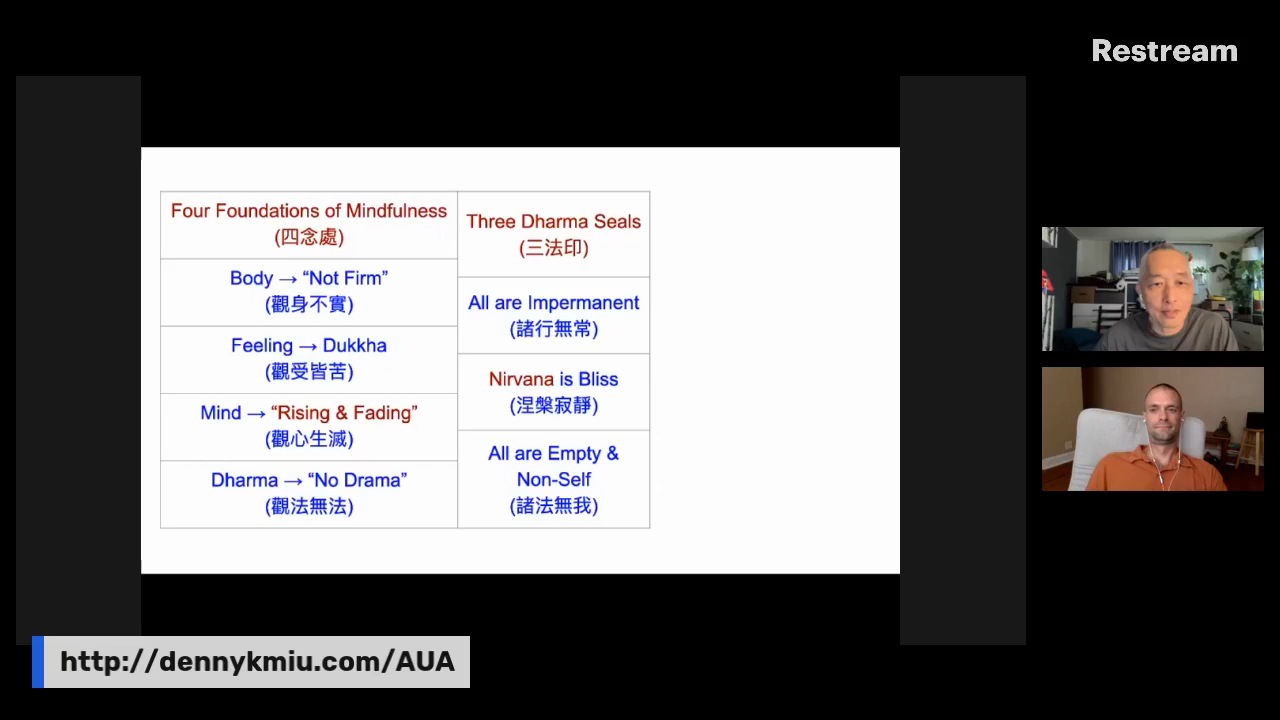 Restream
Four Foundations of Mindfulness
(四念處)
Body → “Not Firm”
(觀身不實)
Feeling → Dukkha
(觀受皆苦)
Mind → “Rising & Fading”
(觀心生滅)
Dharma → “No Drama”
(觀法無法)
Three Dharma Seals
(三法印)
All are Impermanent
(諸行無常)
Nirvana is Bliss
(涅槃寂靜)
All are Empty &
Non-Self
(諸法無我)
http://dennykmiu.com/AUA